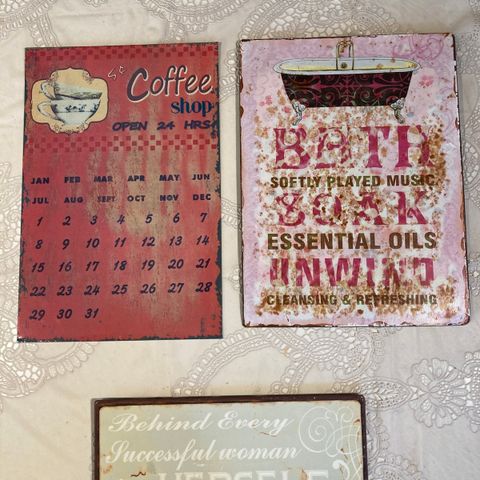 5¢ Coffee
shop
OPEN 24 HRS
JAN FEB MAR APR MAY JUN
JUL AUG SEPT OCT NOV DEC
1 2 3 4 5 6 7
8 9 10 11 12 13 14
15 16 17 18 19 20 21
22 23 24 25 26 27 28
29 30 31
BATH
SOFTLY PLAYED MUSIC
SOAK
ESSENTIAL OILS
UNWIND
CLEANSING & REFRESHING
Behind Every
Successful woman
HERSELF